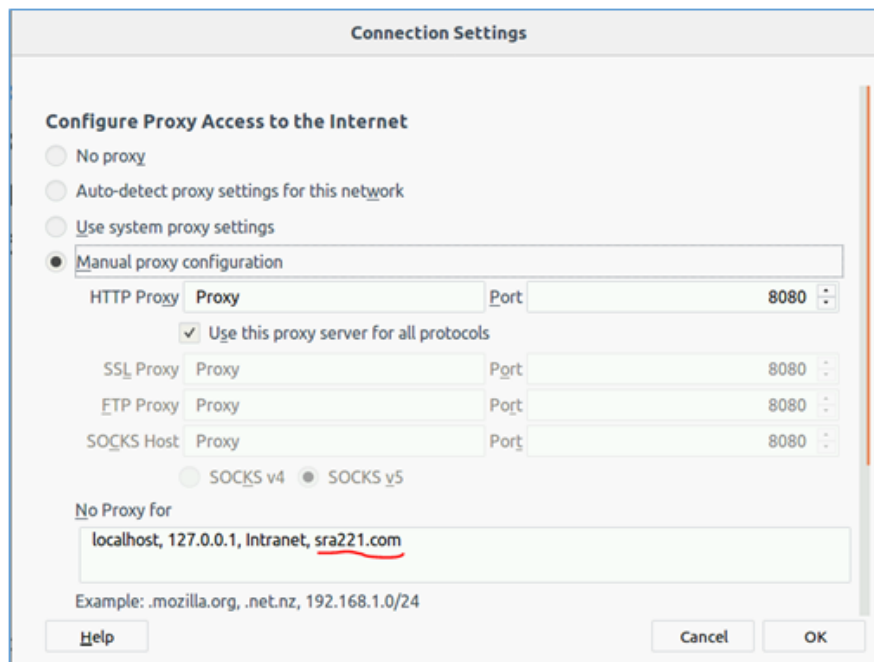 Connection Settings
Configure Proxy Access to the Internet
No proxy
Auto-detect proxy settings for this network
Use system proxy settings
Manual proxy configuration
HTTP Proxy Proxy Port 8080
Use this proxy server for all protocols
SSL Proxy Proxy Port 8080
FTP Proxy Proxy Port 8080
SOCKS Host Proxy Port 8080
SOCKS v4 SOCKS v5
No Proxy for
localhost, 127.0.0.1, Intranet, sra221.com
Example: .mozilla.org, .net.nz, 192.168.1.0/24
Help Cancel OK